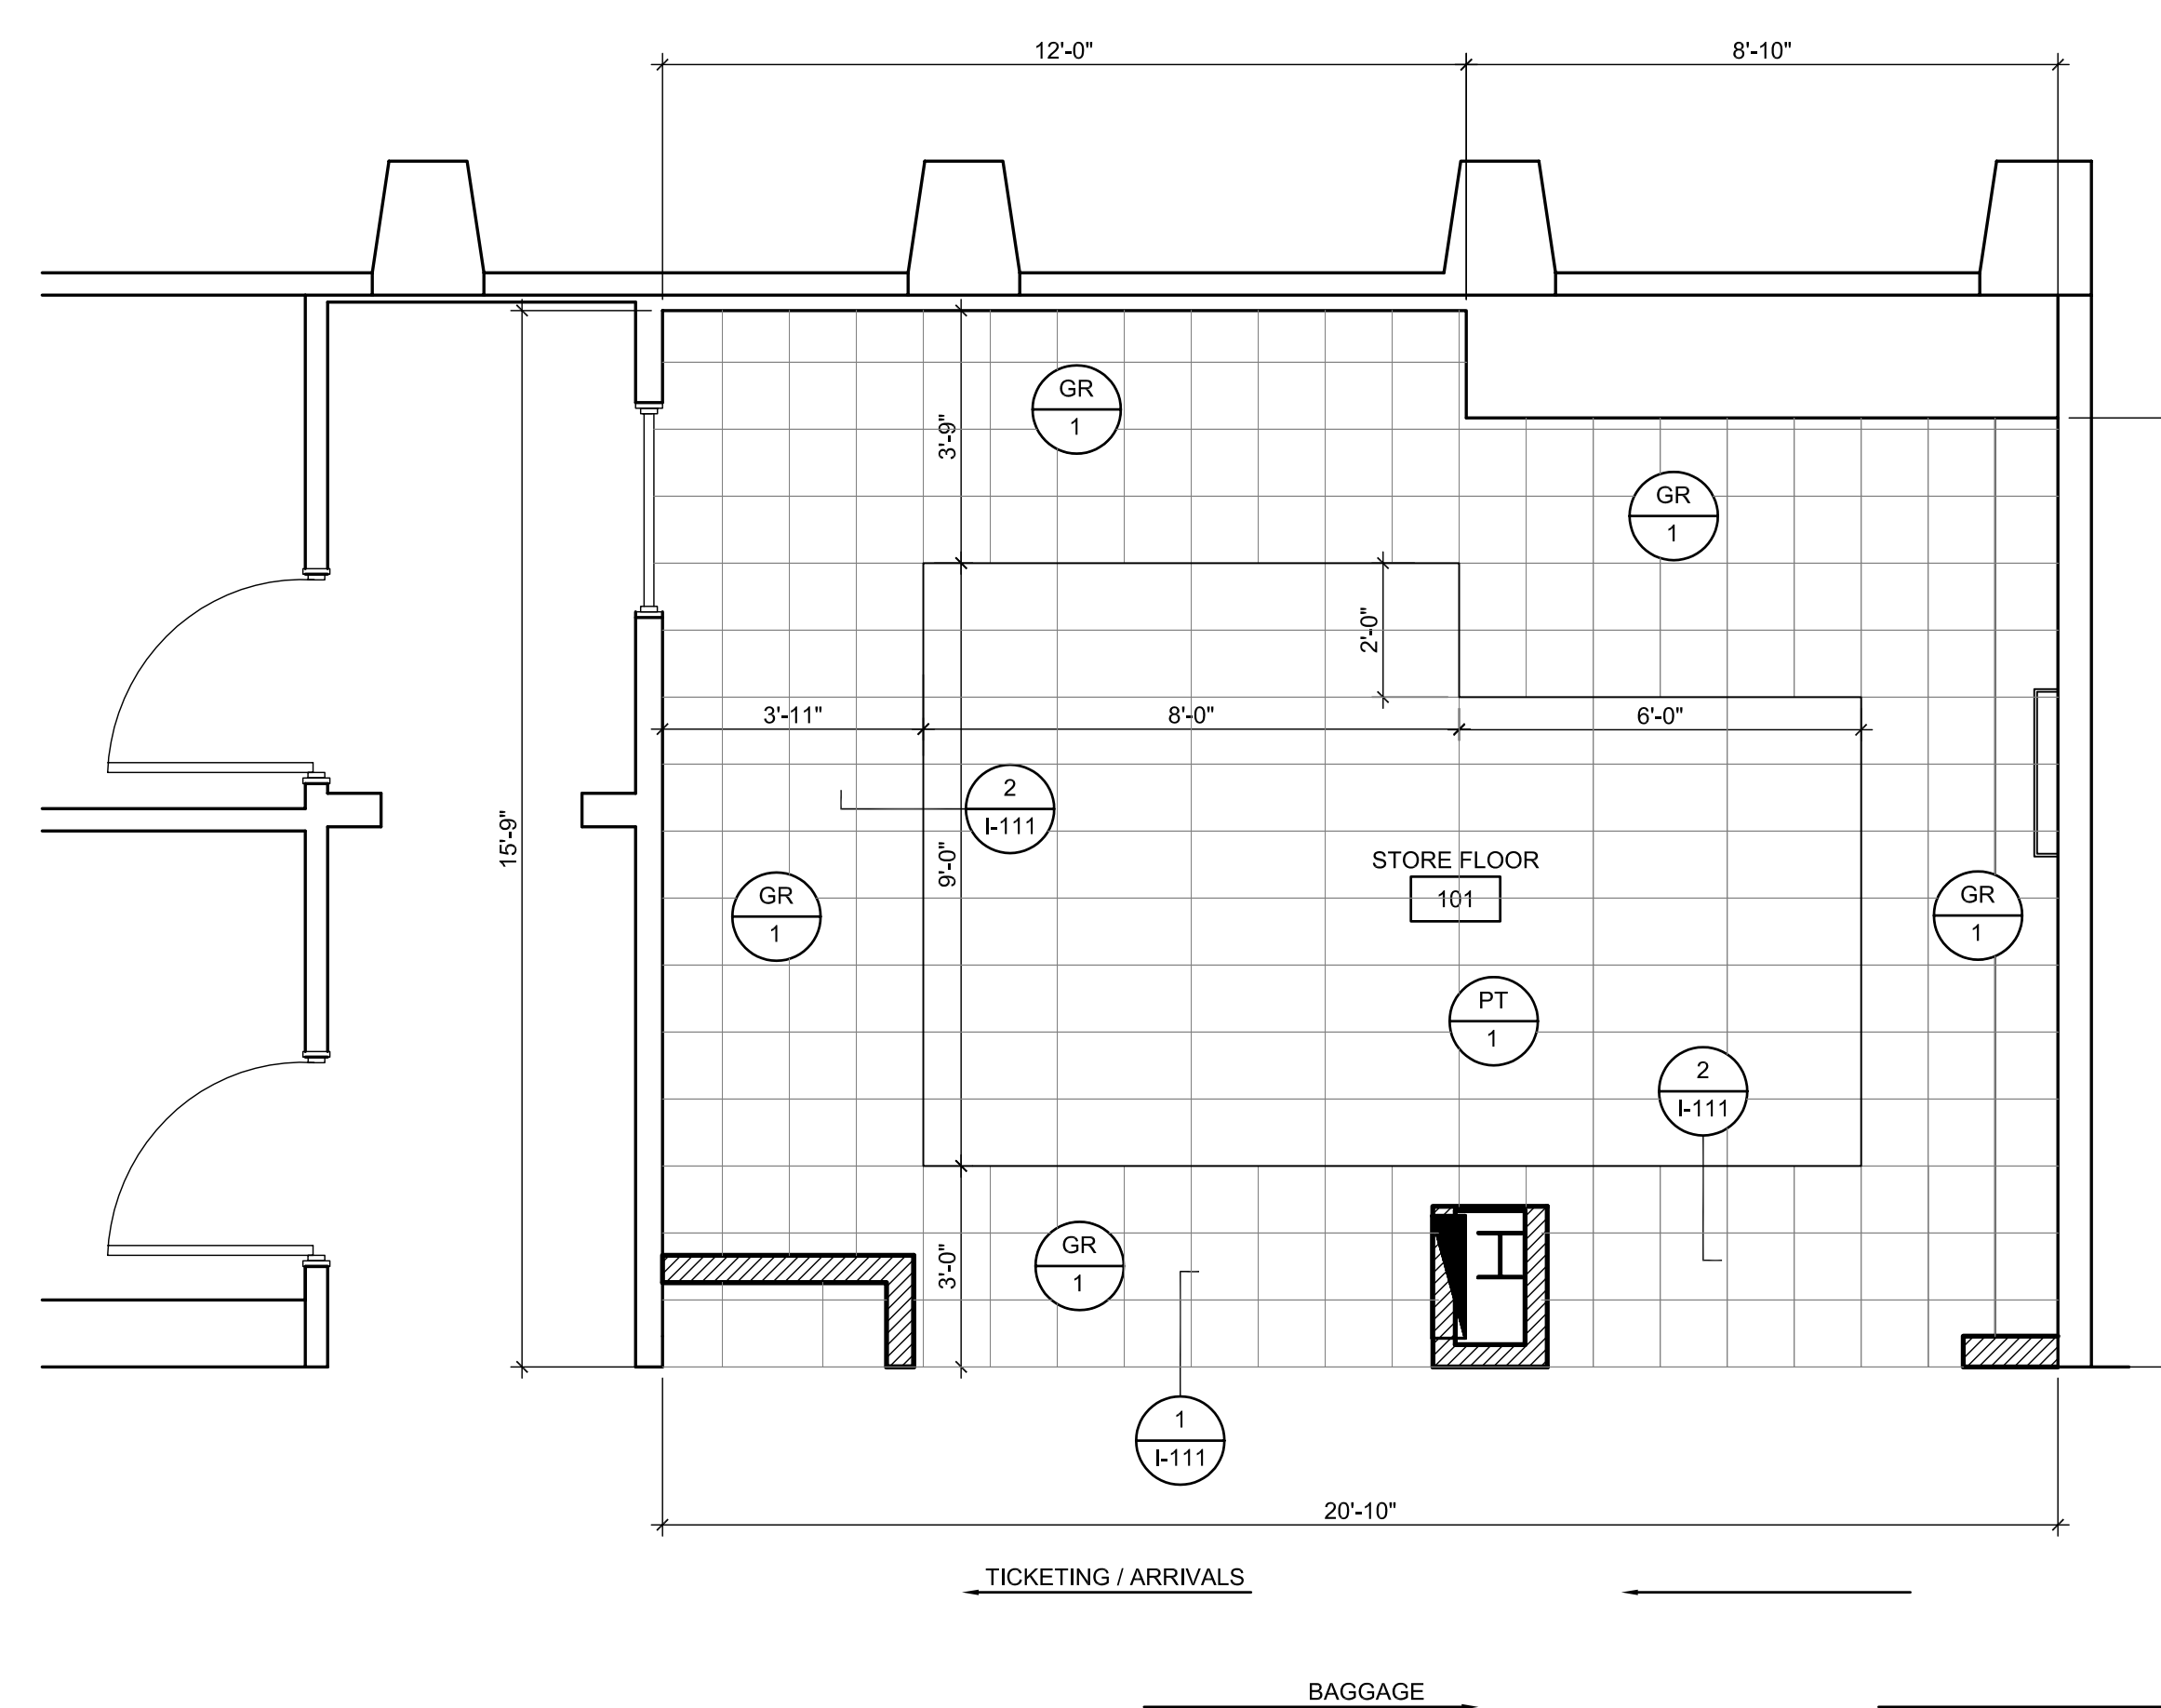 12'-0"
8'-10"
GR
1
3'-9"
GR
1
2'-0"
3'-11"
8'-0"
6'-0"
2
I-111
15'-9"
9'-0"
STORE FLOOR
101
GR
1
GR
1
PT
1
2
I-111
GR
1
3'-0"
1
I-111
20'-10"
TICKETING / ARRIVALS
BAGGAGE